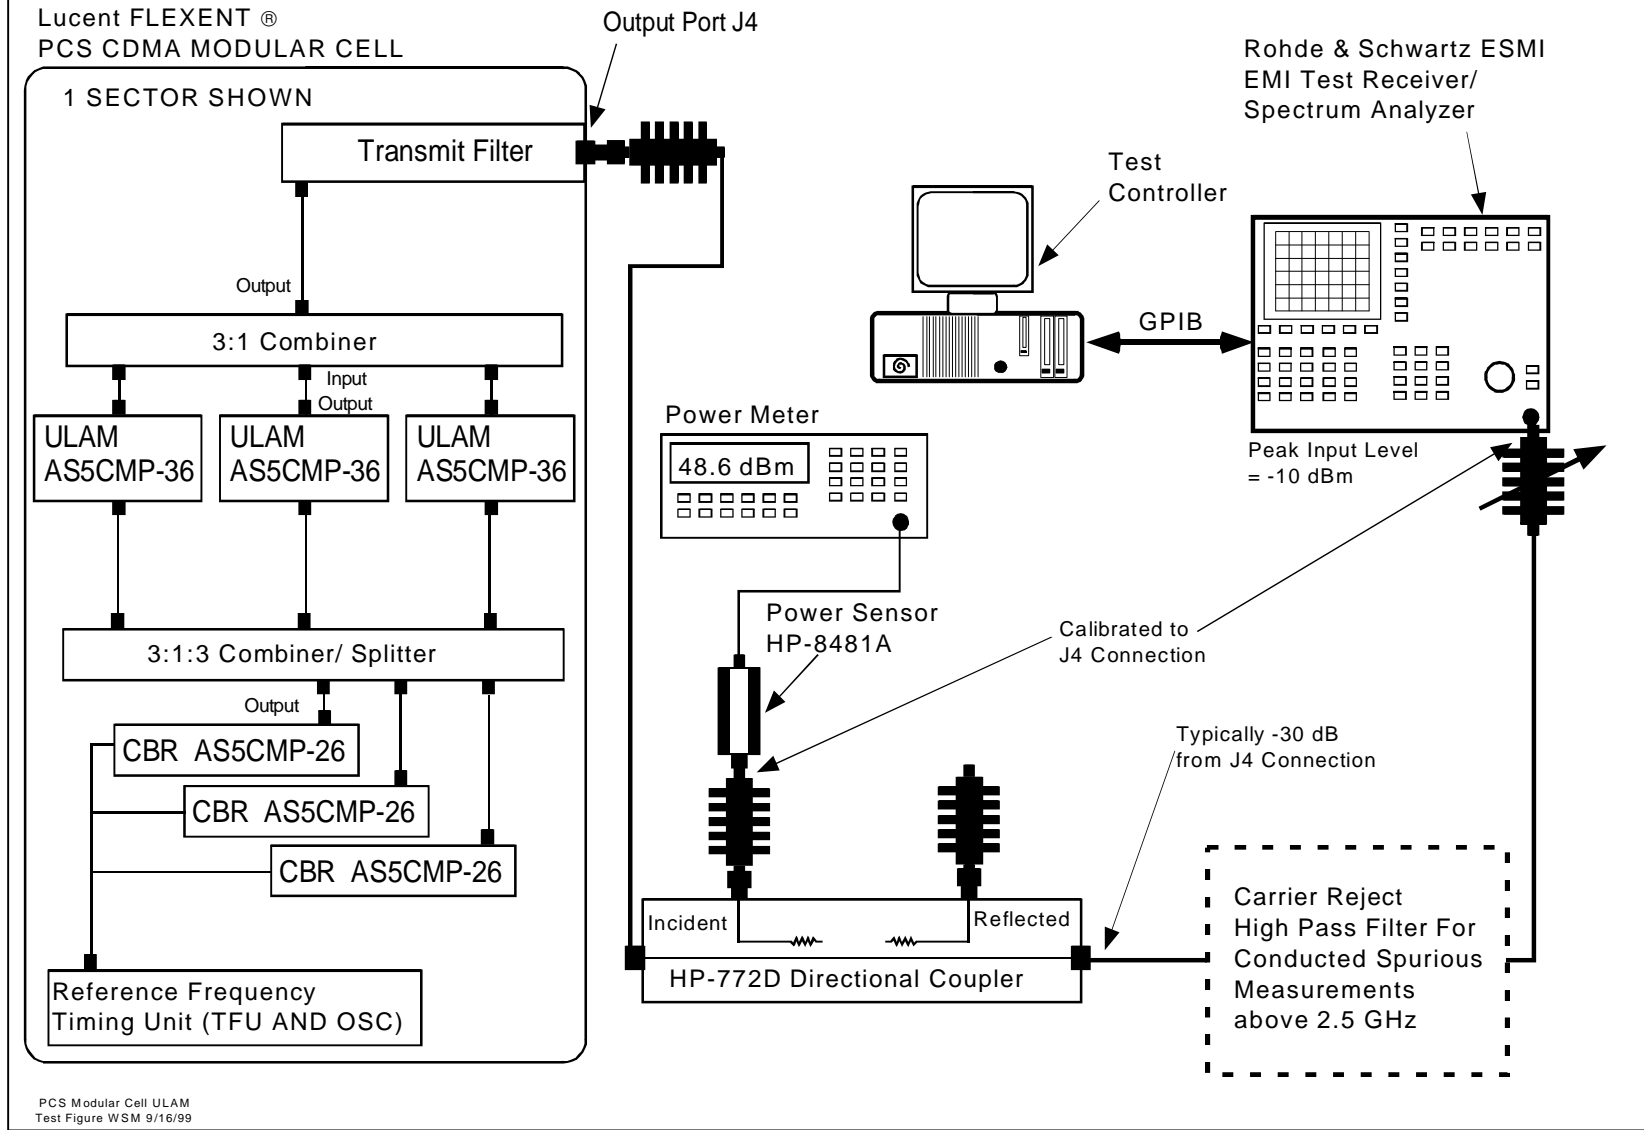 Lucent FLEXENT ®
PCS CDMA MODULAR CELL
1 SECTOR SHOWN
Output Port J4
Transmit Filter
Output
3:1 Combiner
Input
Output
ULAM
AS5CMP-36
ULAM
AS5CMP-36
ULAM
AS5CMP-36
3:1:3 Combiner/ Splitter
Output
CBR AS5CMP-26
CBR AS5CMP-26
CBR AS5CMP-26
Reference Frequency
Timing Unit (TFU AND OSC)
Test
Controller
GPIB
Rohde & Schwartz ESMI
EMI Test Receiver/
Spectrum Analyzer
Peak Input Level
= -10 dBm
Power Meter
48.6 dBm
Power Sensor
HP-8481A
Calibrated to
J4 Connection
Typically -30 dB
from J4 Connection
Incident
Reflected
HP-772D Directional Coupler
Carrier Reject
High Pass Filter For
Conducted Spurious
Measurements
above 2.5 GHz
PCS Modular Cell ULAM
Test Figure WSM 9/16/99